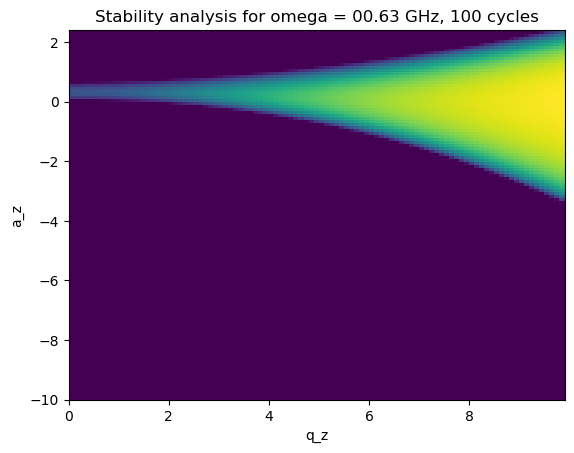 Stability analysis for omega = 00.63 GHz, 100 cycles
2
0
−2
−4
−6
−8
−10
a_z
0 2 4 6 8
q_z